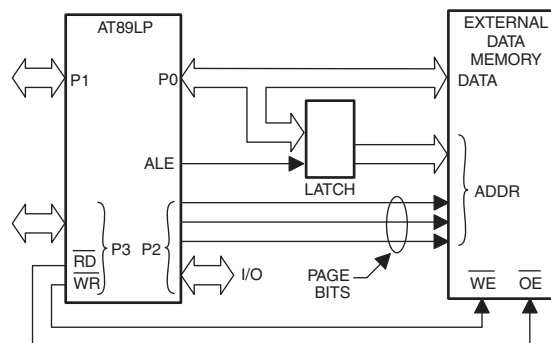 AT89LP
EXTERNAL
DATA
MEMORY
P1
P0
DATA
ALE
LATCH
ADDR
P3
P2
RD
WR
I/O
PAGE
BITS
WE
OE